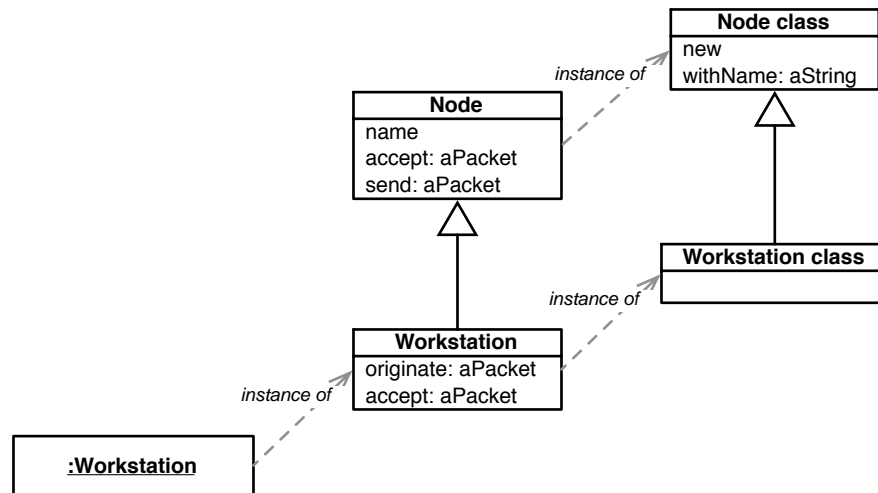 Node class
new
withName: aString
instance of
Node
name
accept: aPacket
send: aPacket
Workstation class
instance of
Workstation
originate: aPacket
accept: aPacket
instance of
:Workstation